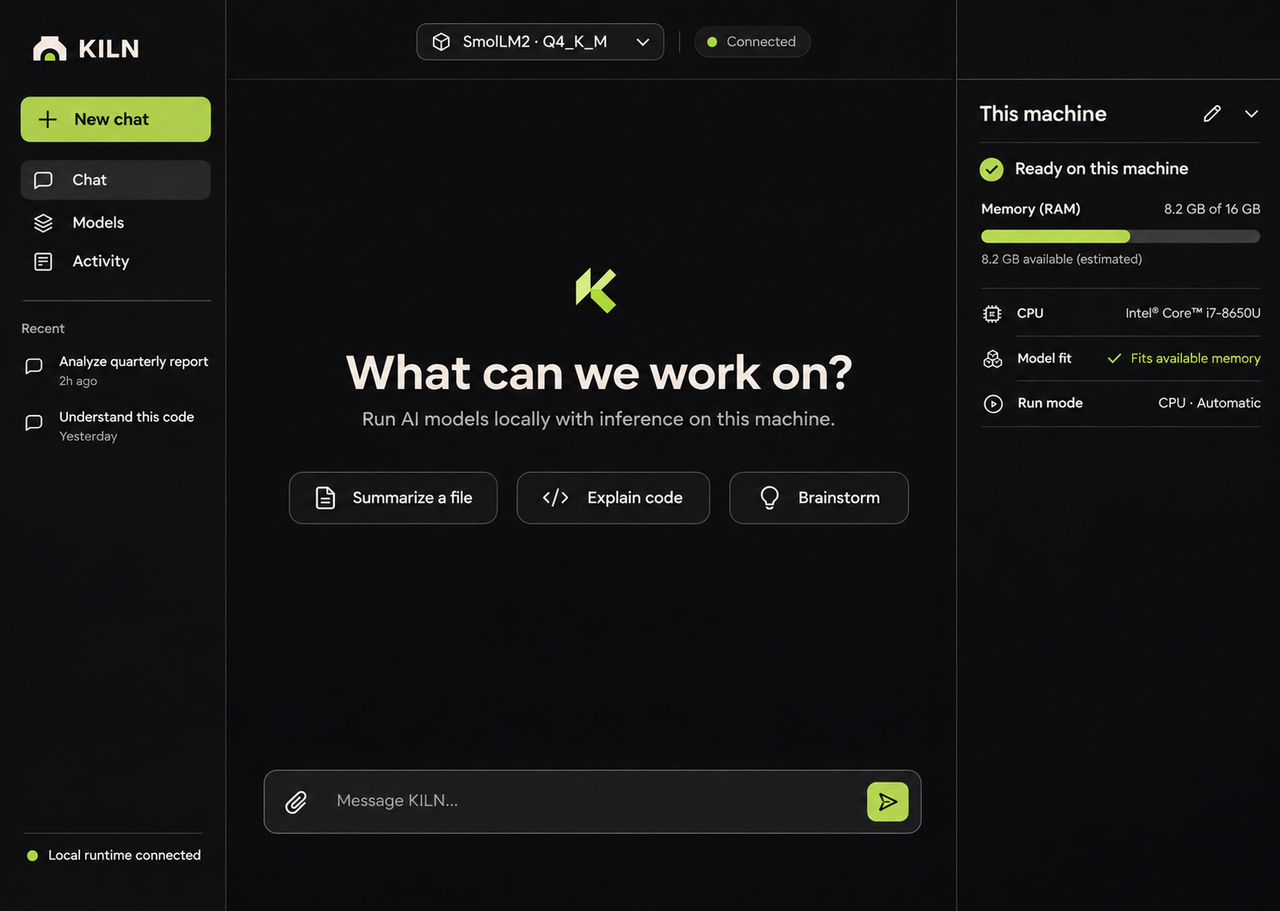 KILN
New chat
Chat
Models
Activity
Recent
Analyze quarterly report
2h ago
Understand this code
Yesterday
Local runtime connected
SmolLM2 · Q4_K_M
Connected
What can we work on?
Run AI models locally with inference on this machine.
Summarize a file
Explain code
Brainstorm
Message KILN...
This machine
Ready on this machine
Memory (RAM) 8.2 GB of 16 GB
8.2 GB available (estimated)
CPU Intel® Core™ i7-8650U
Model fit Fits available memory
Run mode CPU · Automatic